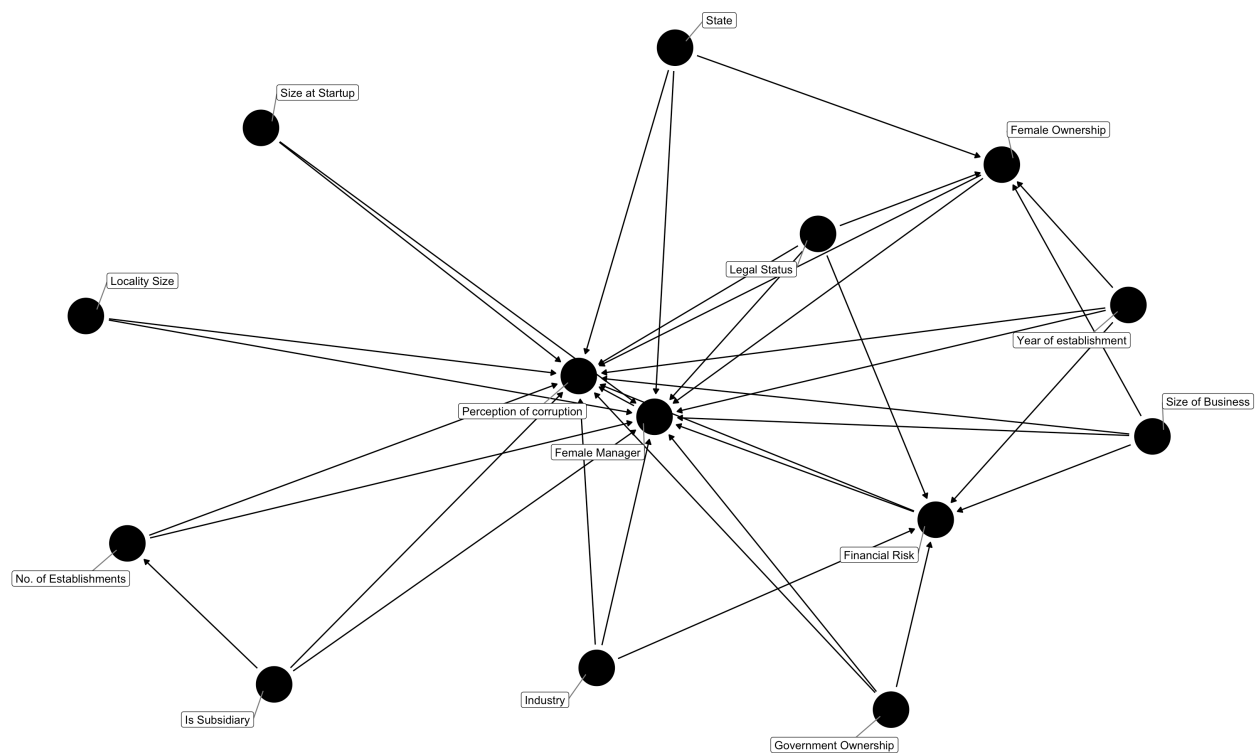 State
Size at Startup
Female Ownership
Legal Status
Locality Size
Year of establishment
Size of Business
Perception of corruption
Female Manager
Financial Risk
No. of Establishments
Industry
Is Subsidiary
Government Ownership